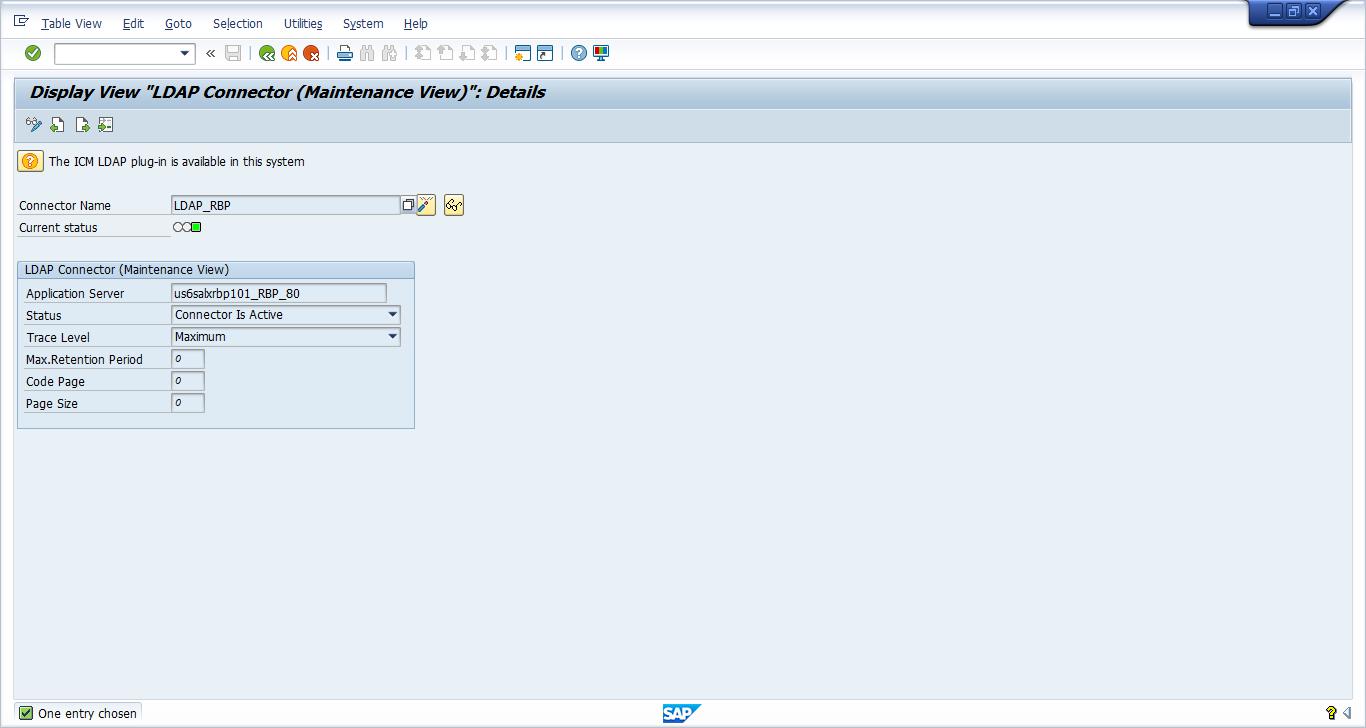 Table View Edit Goto Selection Utilities System Help
Display View "LDAP Connector (Maintenance View)": Details
The ICM LDAP plug-in is available in this system
Connector Name LDAP_RBP
Current status
LDAP Connector (Maintenance View)
Application Server us6salxrbp101_RBP_80
Status Connector Is Active
Trace Level Maximum
Max.Retention Period 0
Code Page 0
Page Size 0
One entry chosen SAP